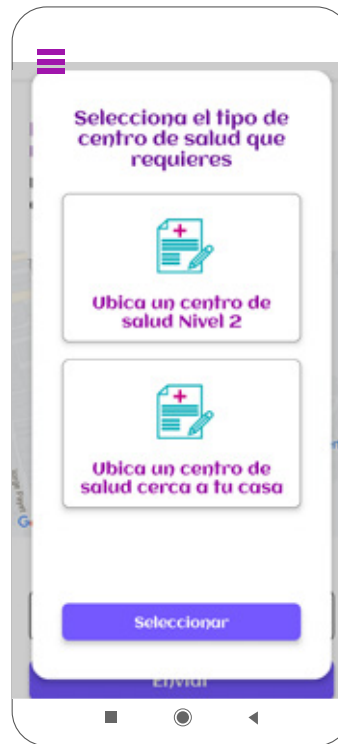 Selecciona el tipo de
centro de salud que
requieres
Ubica un centro de
salud Nivel 2
Ubica un centro de
salud cerca a tu casa
Seleccionar
Enviar